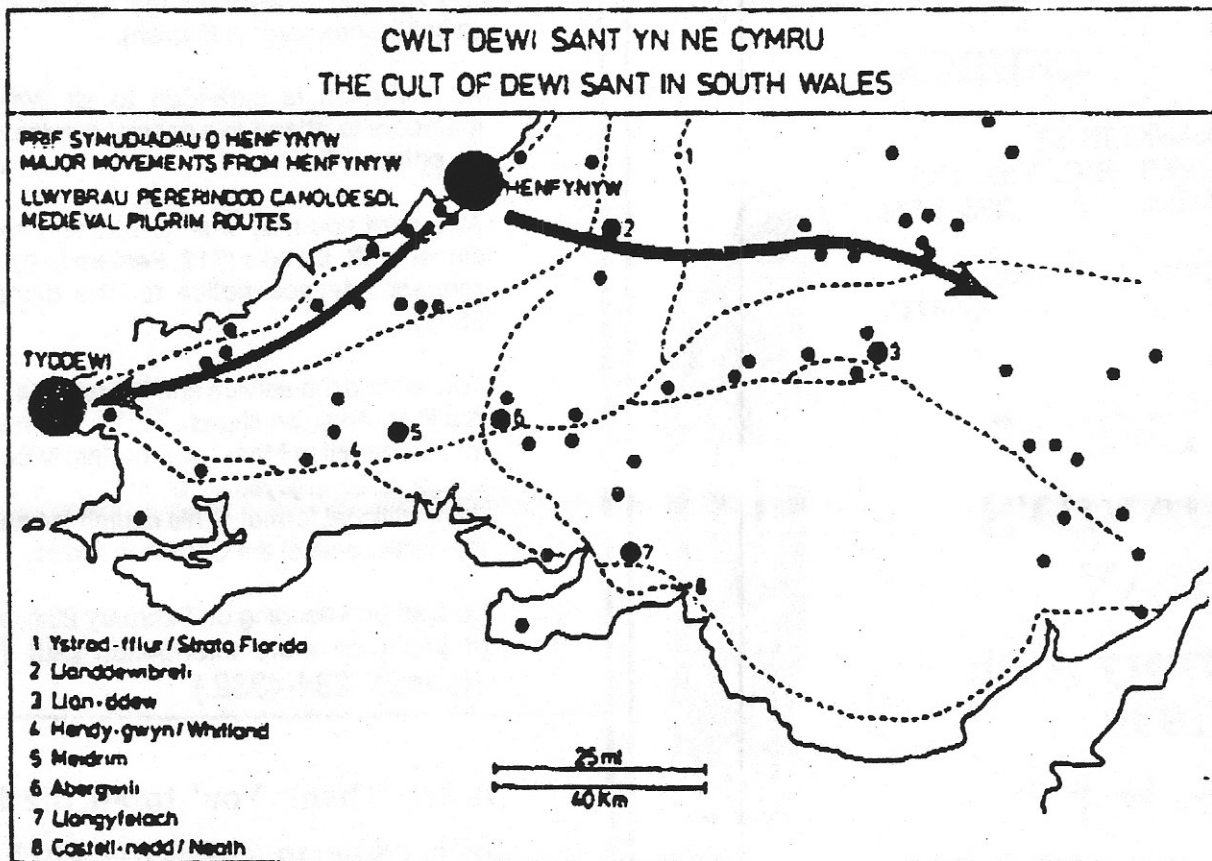 CWLT DEWI SANT YN NE CYMRU
THE CULT OF DEWI SANT IN SOUTH WALES
PRIF SYMUDIADAU O HENFYNYW
MAJOR MOVEMENTS FROM HENFYNYW
LLWYBRAU PERERINDOD CANOLOESOL
MEDIEVAL PILGRIM ROUTES
HENFYNYW
TYDDEWI
1
2
3
4
5
6
7
8
1 Ystrad-fflur/Strata Florida
2 Llanddewibrefi
3 Llan-ddew
4 Hendy-gwyn/Whitland
5 Meidrim
6 Abergwili
7 Llangyfelach
8 Castell-nedd/Neath
25 ml
40 Km